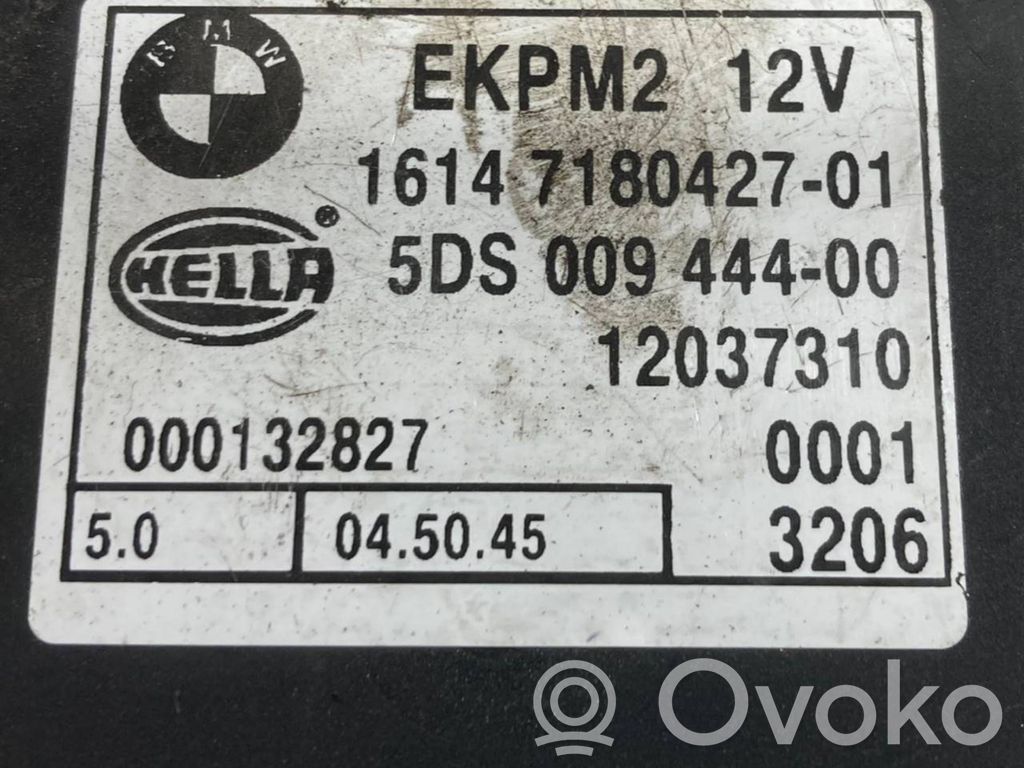 BMW
EKPM2 12V
1614 7180427-01
HELLA®
5DS 009 444-00
12037310
000132827
0001
5.0
04.50.45
3206
Ovoko